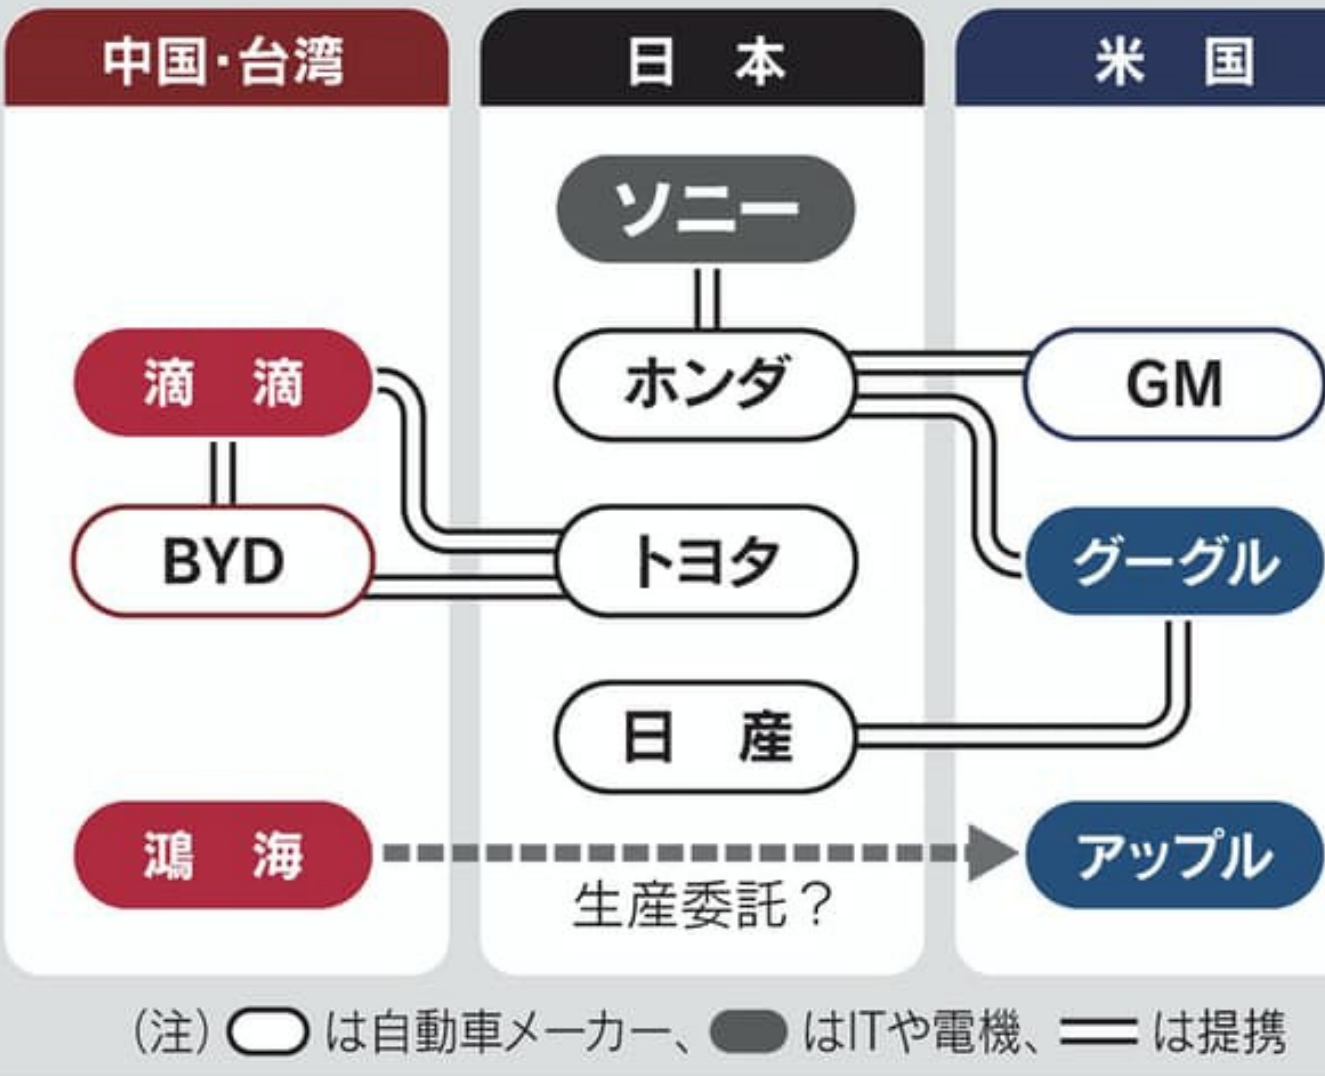 中国・台湾
日 本
米 国
ソニー
滴 滴
ホンダ
GM
BYD
トヨタ
グーグル
日 産
鴻 海
アップル
生産委託？
（注） は自動車メーカー、 はITや電機、 は提携